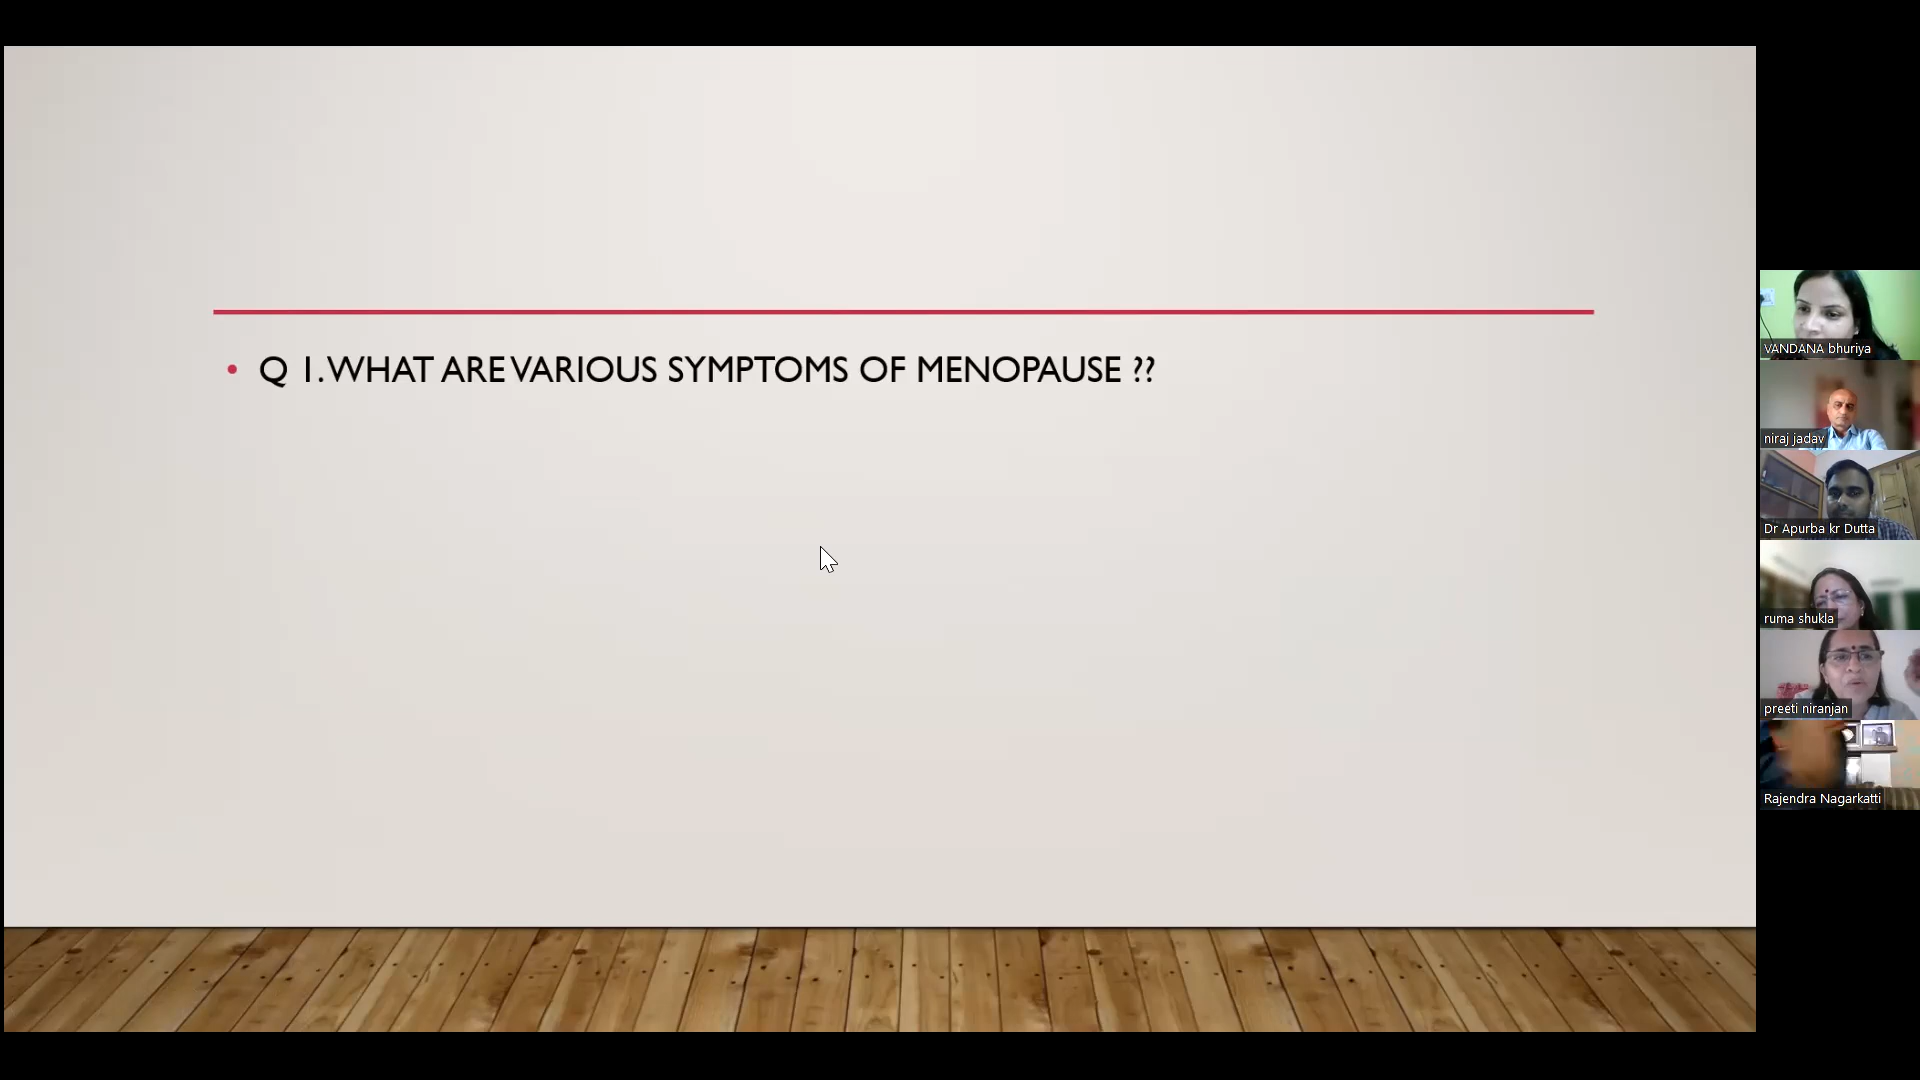 • Q 1. WHAT ARE VARIOUS SYMPTOMS OF MENOPAUSE ??
VANDANA bhuriya
niraj jadav
Dr Apurba kr Dutta
ruma shukla
preeti niranjan
Rajendra Nagarkatti